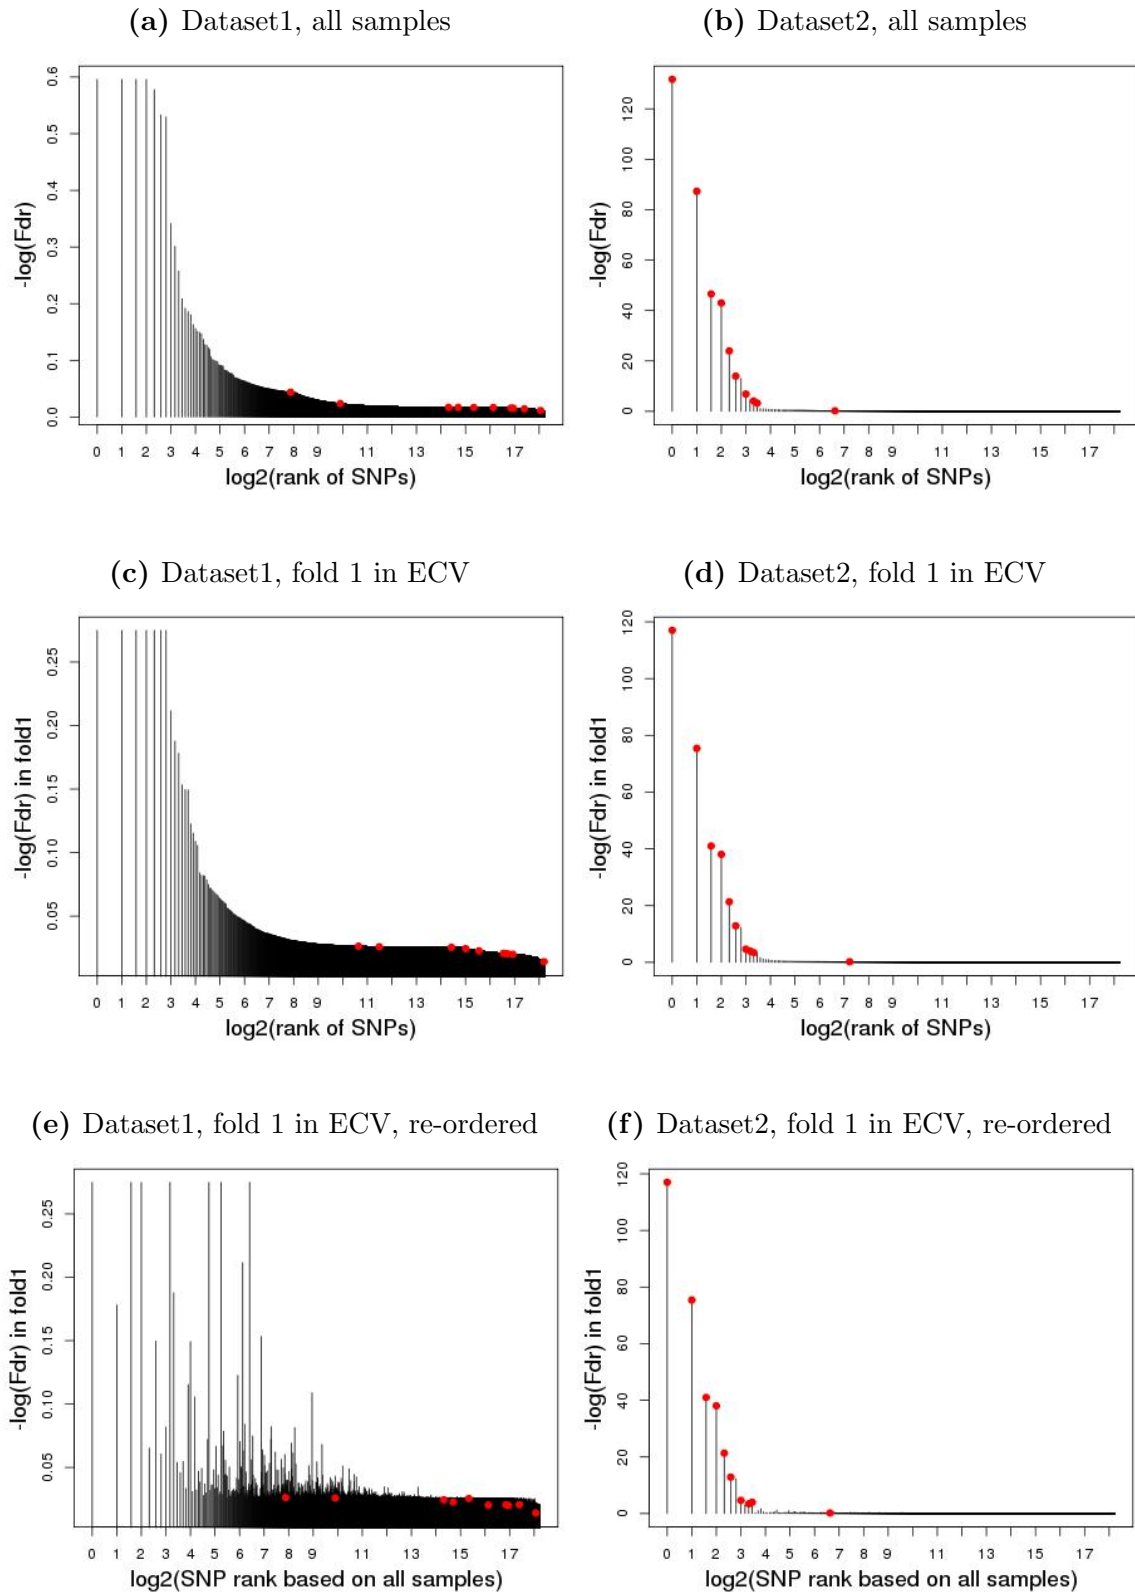 (a) Dataset1, all samples
(b) Dataset2, all samples
-log(Fdr)
0.0 0.1 0.2 0.3 0.4 0.5 0.6
0 1 2 3 4 5 6 7 8 9 11 13 15 17
log2(rank of SNPs)
-log(Fdr)
0 20 40 60 80 100 120
0 1 2 3 4 5 6 7 8 9 11 13 15 17
log2(rank of SNPs)
(c) Dataset1, fold 1 in ECV
(d) Dataset2, fold 1 in ECV
-log(Fdr) in fold1
0.05 0.10 0.15 0.20 0.25
0 1 2 3 4 5 6 7 8 9 11 13 15 17
log2(rank of SNPs)
-log(Fdr) in fold1
0 20 40 60 80 100 120
0 1 2 3 4 5 6 7 8 9 11 13 15 17
log2(rank of SNPs)
(e) Dataset1, fold 1 in ECV, re-ordered
(f) Dataset2, fold 1 in ECV, re-ordered
-log(Fdr) in fold1
0.05 0.10 0.15 0.20 0.25
0 1 2 3 4 5 6 7 8 9 11 13 15 17
log2(SNP rank based on all samples)
-log(Fdr) in fold1
0 20 40 60 80 100 120
0 1 2 3 4 5 6 7 8 9 11 13 15 17
log2(SNP rank based on all samples)